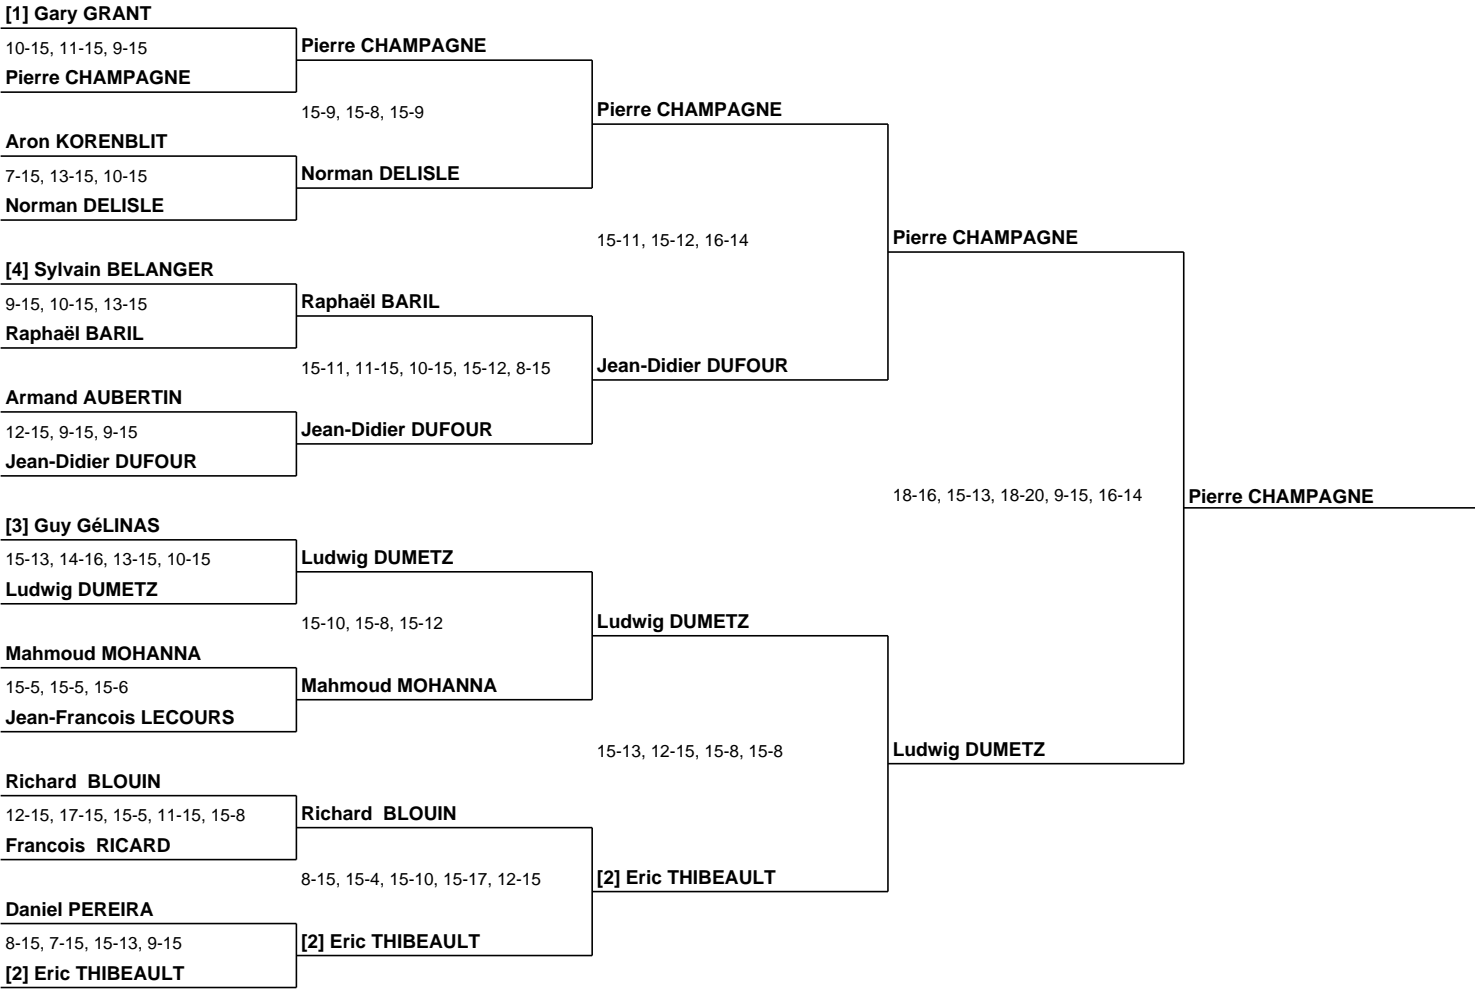 [1] Gary GRANT
10-15, 11-15, 9-15
Pierre CHAMPAGNE
Aron KORENBLIT
7-15, 13-15, 10-15
Norman DELISLE
[4] Sylvain BELANGER
9-15, 10-15, 13-15
Raphaël BARIL
Armand AUBERTIN
12-15, 9-15, 9-15
Jean-Didier DUFOUR
[3] Guy GéLINAS
15-13, 14-16, 13-15, 10-15
Ludwig DUMETZ
Mahmoud MOHANNA
15-5, 15-5, 15-6
Jean-Francois LECOURS
Richard  BLOUIN
12-15, 17-15, 15-5, 11-15, 15-8
Francois  RICARD
Daniel PEREIRA
8-15, 7-15, 15-13, 9-15
[2] Eric THIBEAULT
Pierre CHAMPAGNE
15-9, 15-8, 15-9
Norman DELISLE
Raphaël BARIL
15-11, 11-15, 10-15, 15-12, 8-15
Jean-Didier DUFOUR
Ludwig DUMETZ
15-10, 15-8, 15-12
Mahmoud MOHANNA
Richard  BLOUIN
8-15, 15-4, 15-10, 15-17, 12-15
[2] Eric THIBEAULT
Pierre CHAMPAGNE
15-11, 15-12, 16-14
Jean-Didier DUFOUR
Ludwig DUMETZ
15-13, 12-15, 15-8, 15-8
[2] Eric THIBEAULT
Pierre CHAMPAGNE
18-16, 15-13, 18-20, 9-15, 16-14
Ludwig DUMETZ
Pierre CHAMPAGNE